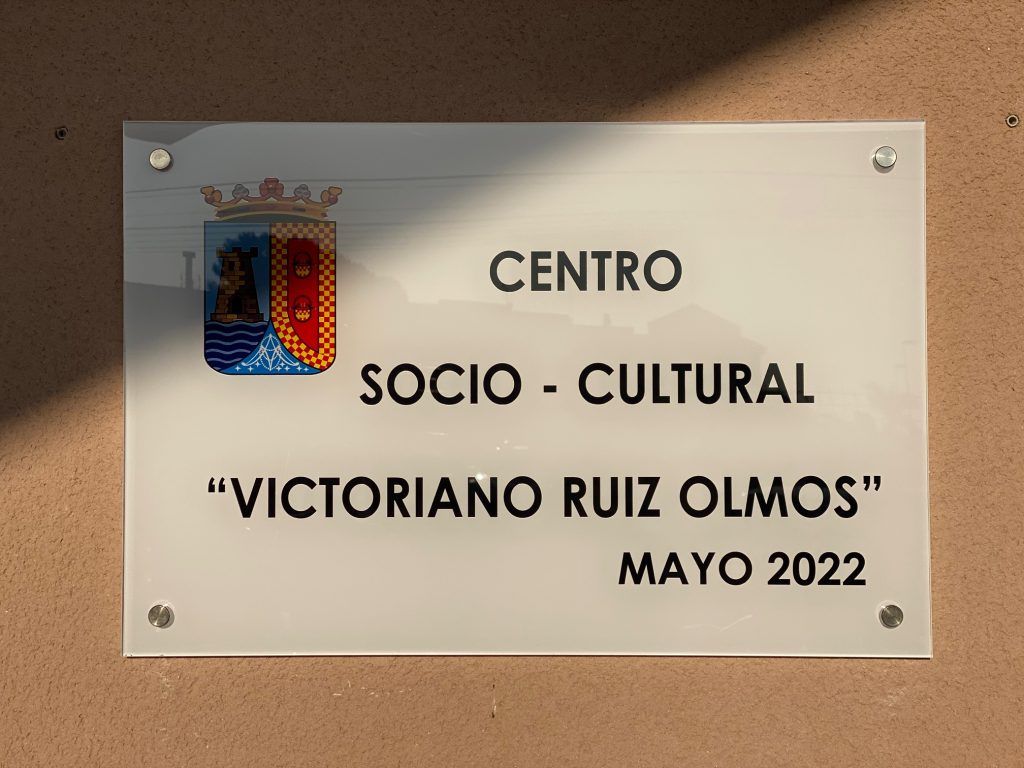 CENTRO
SOCIO - CULTURAL
“VICTORIANO RUIZ OLMOS”
MAYO 2022